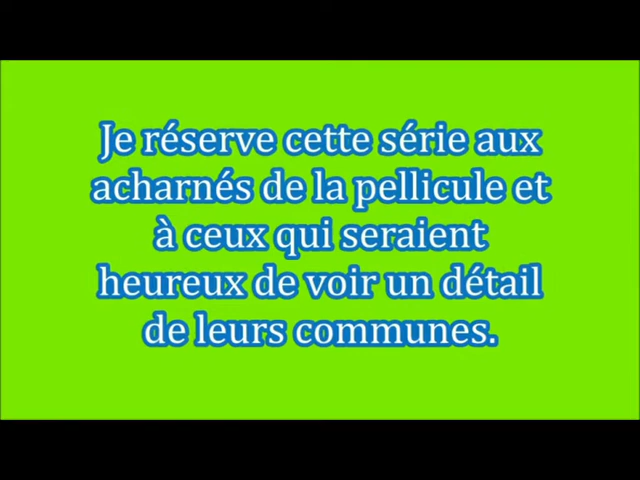 Je réserve cette série aux
acharnés de la pellicule et
à ceux qui seraient
heureux de voir un détail
de leurs communes.